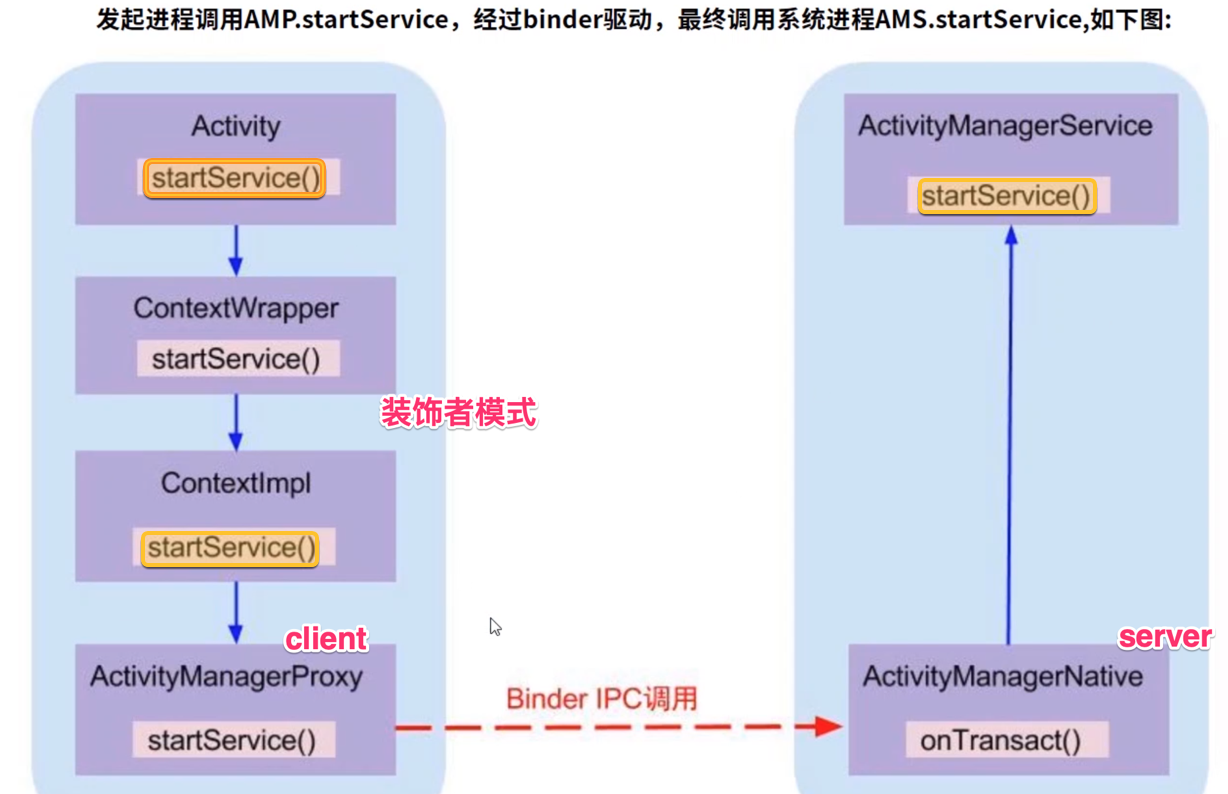 发起进程调用AMP.startService，经过binder驱动，最终调用系统进程AMS.startService,如下图:
Activity
startService()
ContextWrapper
startService()
装饰者模式
ContextImpl
startService()
client
ActivityManagerProxy
startService()
Binder IPC调用
ActivityManagerService
startService()
server
ActivityManagerNative
onTransact()